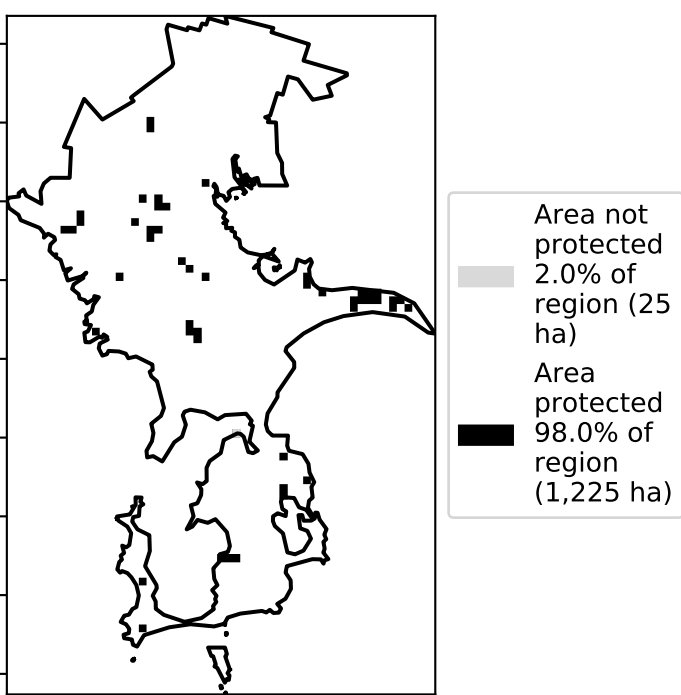 Area not
protected
2.0% of
region (25
ha)
Area
protected
98.0% of
region
(1,225 ha)